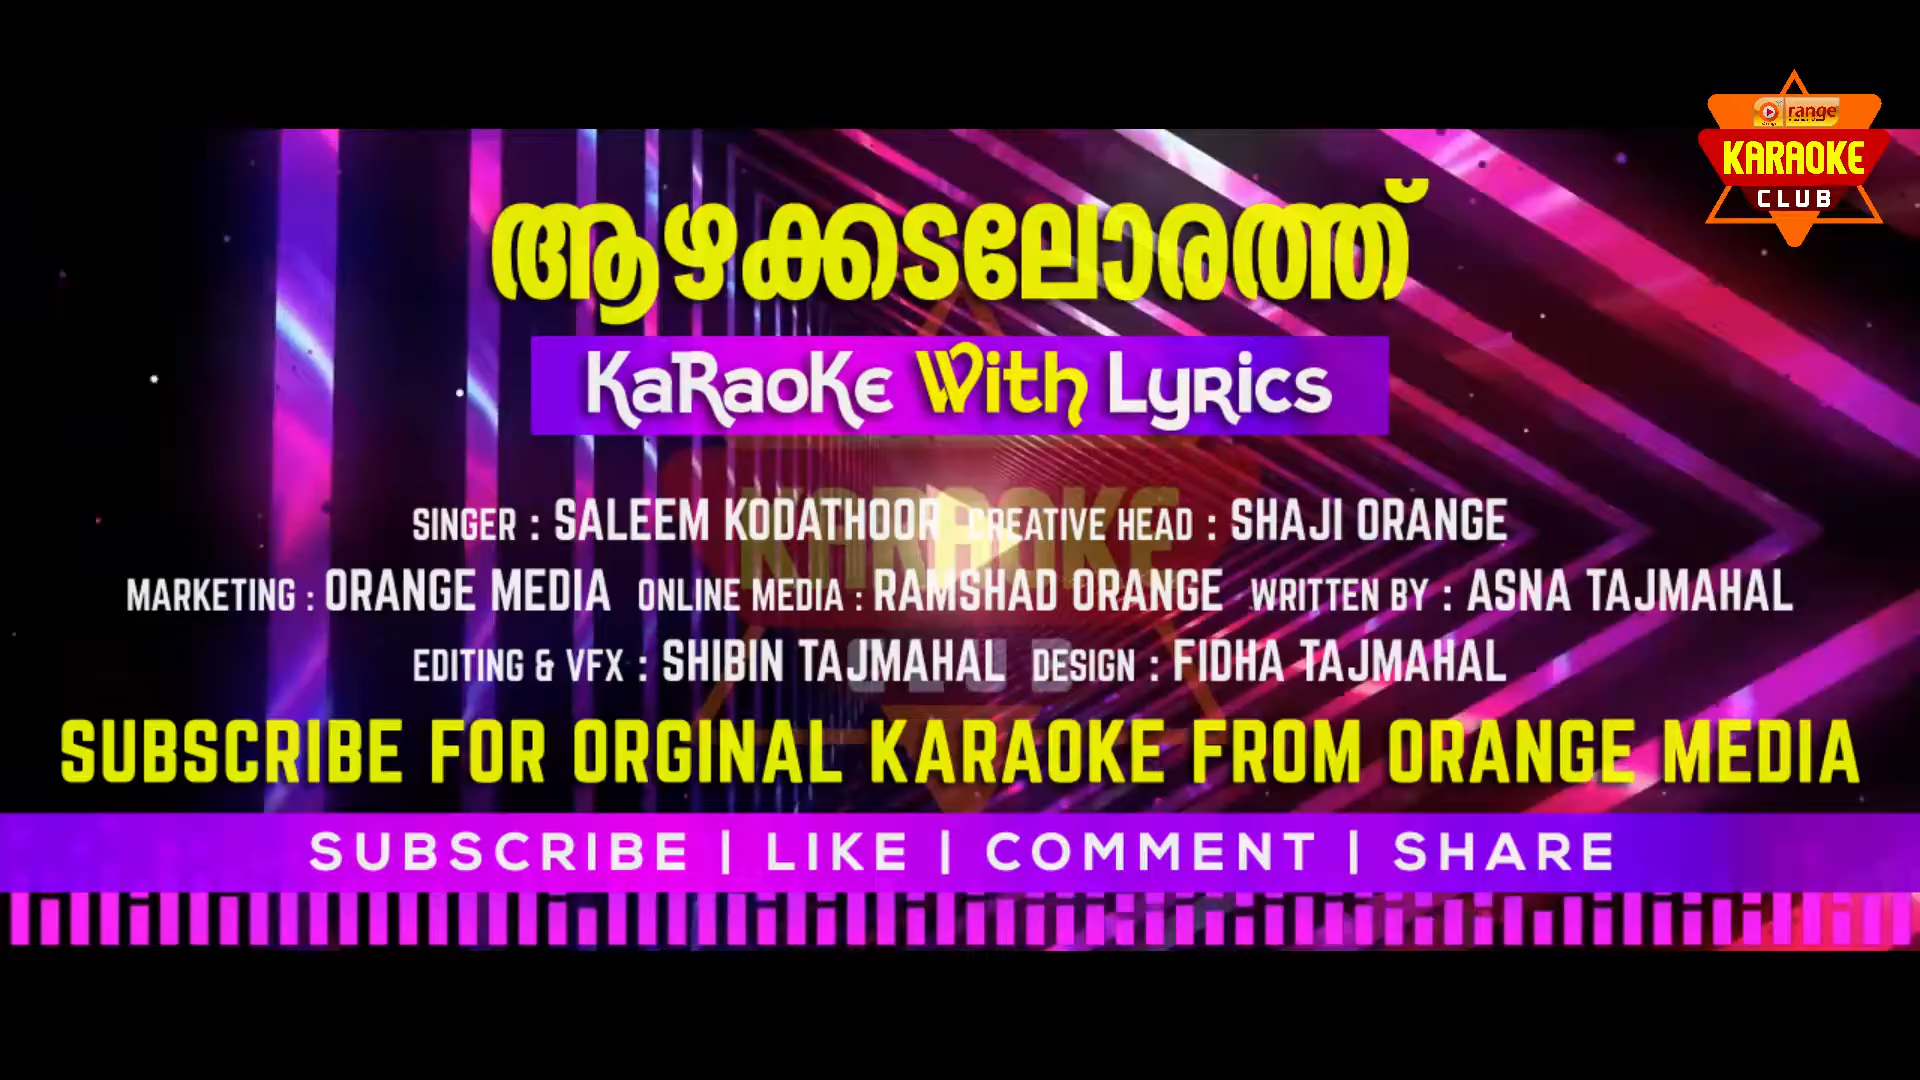 range
KARAOKE
CLUB
ആഴക്കടലോരത്ത്
KaRaoKe With Lyrics
SINGER : SALEEM KODATHOOR CREATIVE HEAD : SHAJI ORANGE
MARKETING : ORANGE MEDIA ONLINE MEDIA : RAMSHAD ORANGE WRITTEN BY : ASNA TAJMAHAL
EDITING & VFX : SHIBIN TAJMAHAL DESIGN : FIDHA TAJMAHAL
KARAOKE
CLUB
SUBSCRIBE FOR ORGINAL KARAOKE FROM ORANGE MEDIA
SUBSCRIBE | LIKE | COMMENT | SHARE